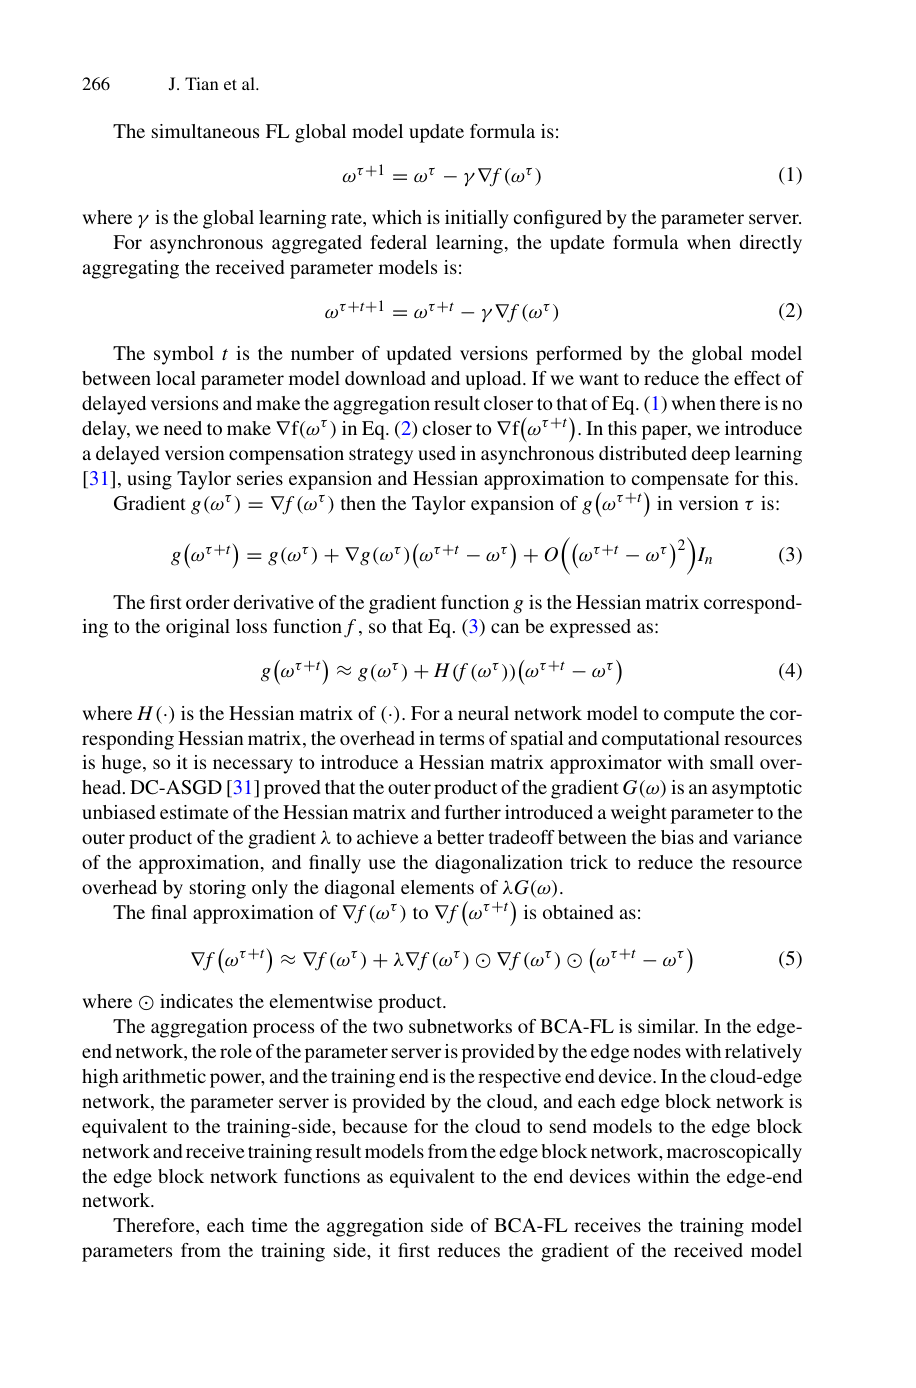 266 J. Tian et al.
The simultaneous FL global model update formula is:
ω^{τ+1} = ω^τ − γ∇f(ω^τ) (1)
where γ is the global learning rate, which is initially configured by the parameter server.
For asynchronous aggregated federal learning, the update formula when directly
aggregating the received parameter models is:
ω^{τ+t+1} = ω^{τ+t} − γ∇f(ω^τ) (2)
The symbol t is the number of updated versions performed by the global model
between local parameter model download and upload. If we want to reduce the effect of
delayed versions and make the aggregation result closer to that of Eq. (1) when there is no
delay, we need to make ∇f(ω^τ) in Eq. (2) closer to ∇f(ω^{τ+t}). In this paper, we introduce
a delayed version compensation strategy used in asynchronous distributed deep learning
[31], using Taylor series expansion and Hessian approximation to compensate for this.
Gradient g(ω^τ) = ∇f(ω^τ) then the Taylor expansion of g(ω^{τ+t}) in version τ is:
g(ω^{τ+t}) = g(ω^τ) + ∇g(ω^τ)(ω^{τ+t} − ω^τ) + O((ω^{τ+t} − ω^τ)^2)I_n (3)
The first order derivative of the gradient function g is the Hessian matrix correspond-
ing to the original loss function f, so that Eq. (3) can be expressed as:
g(ω^{τ+t}) ≈ g(ω^τ) + H(f(ω^τ))(ω^{τ+t} − ω^τ) (4)
where H(·) is the Hessian matrix of (·). For a neural network model to compute the cor-
responding Hessian matrix, the overhead in terms of spatial and computational resources
is huge, so it is necessary to introduce a Hessian matrix approximator with small over-
head. DC-ASGD [31] proved that the outer product of the gradient G(ω) is an asymptotic
unbiased estimate of the Hessian matrix and further introduced a weight parameter to the
outer product of the gradient λ to achieve a better tradeoff between the bias and variance
of the approximation, and finally use the diagonalization trick to reduce the resource
overhead by storing only the diagonal elements of λG(ω).
The final approximation of ∇f(ω^τ) to ∇f(ω^{τ+t}) is obtained as:
∇f(ω^{τ+t}) ≈ ∇f(ω^τ) + λ∇f(ω^τ) ⊙ ∇f(ω^τ) ⊙ (ω^{τ+t} − ω^τ) (5)
where ⊙ indicates the elementwise product.
The aggregation process of the two subnetworks of BCA-FL is similar. In the edge-
end network, the role of the parameter server is provided by the edge nodes with relatively
high arithmetic power, and the training end is the respective end device. In the cloud-edge
network, the parameter server is provided by the cloud, and each edge block network is
equivalent to the training-side, because for the cloud to send models to the edge block
network and receive training result models from the edge block network, macroscopically
the edge block network functions as equivalent to the end devices within the edge-end
network.
Therefore, each time the aggregation side of BCA-FL receives the training model
parameters from the training side, it first reduces the gradient of the received model